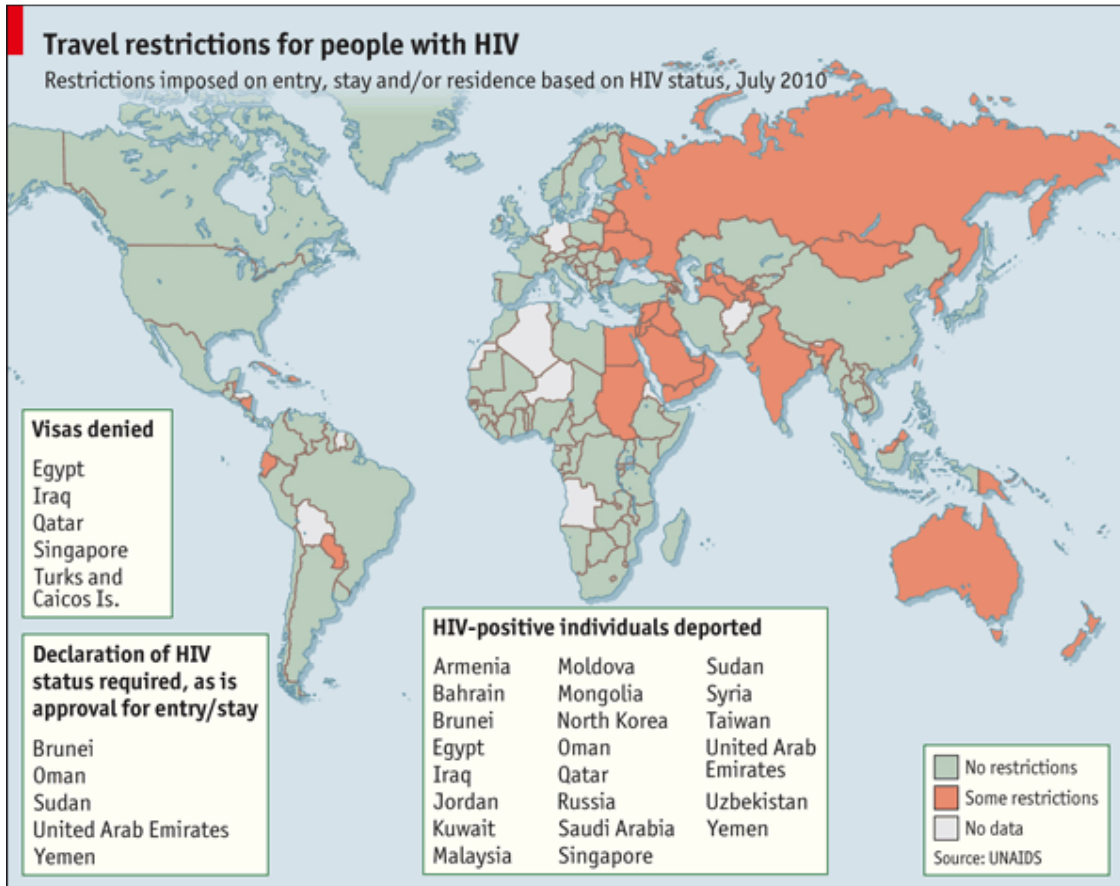 Travel restrictions for people with HIV
Restrictions imposed on entry, stay and/or residence based on HIV status, July 2010
Visas denied
Egypt
Iraq
Qatar
Singapore
Turks and
Caicos Is.
Declaration of HIV
status required, as is
approval for entry/stay
Brunei
Oman
Sudan
United Arab Emirates
Yemen
HIV-positive individuals deported
Armenia
Bahrain
Brunei
Egypt
Iraq
Jordan
Kuwait
Malaysia
Moldova
Mongolia
North Korea
Oman
Qatar
Russia
Saudi Arabia
Singapore
Sudan
Syria
Taiwan
United Arab
Emirates
Uzbekistan
Yemen
No restrictions
Some restrictions
No data
Source: UNAIDS